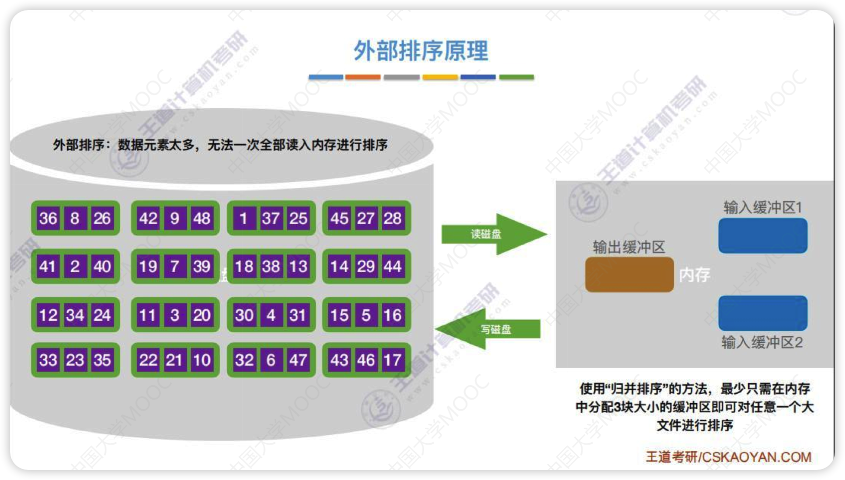 外部排序原理
外部排序：数据元素太多，无法一次全部读入内存进行排序
36 8 26 42 9 48 1 37 25 45 27 28
41 2 40 19 7 39 18 38 13 14 29 44
12 34 24 11 3 20 30 4 31 15 5 16
33 23 35 22 21 10 32 6 47 43 46 17
盘
读磁盘
写磁盘
输入缓冲区1
输出缓冲区
内存
输入缓冲区2
使用“归并排序”的方法，最少只需在内存
中分配3块大小的缓冲区即可对任意一个大
文件进行排序
王道考研/CSKAOYAN.COM
中国大学MOOC
王道计算机考研
www.cskaoyan.com